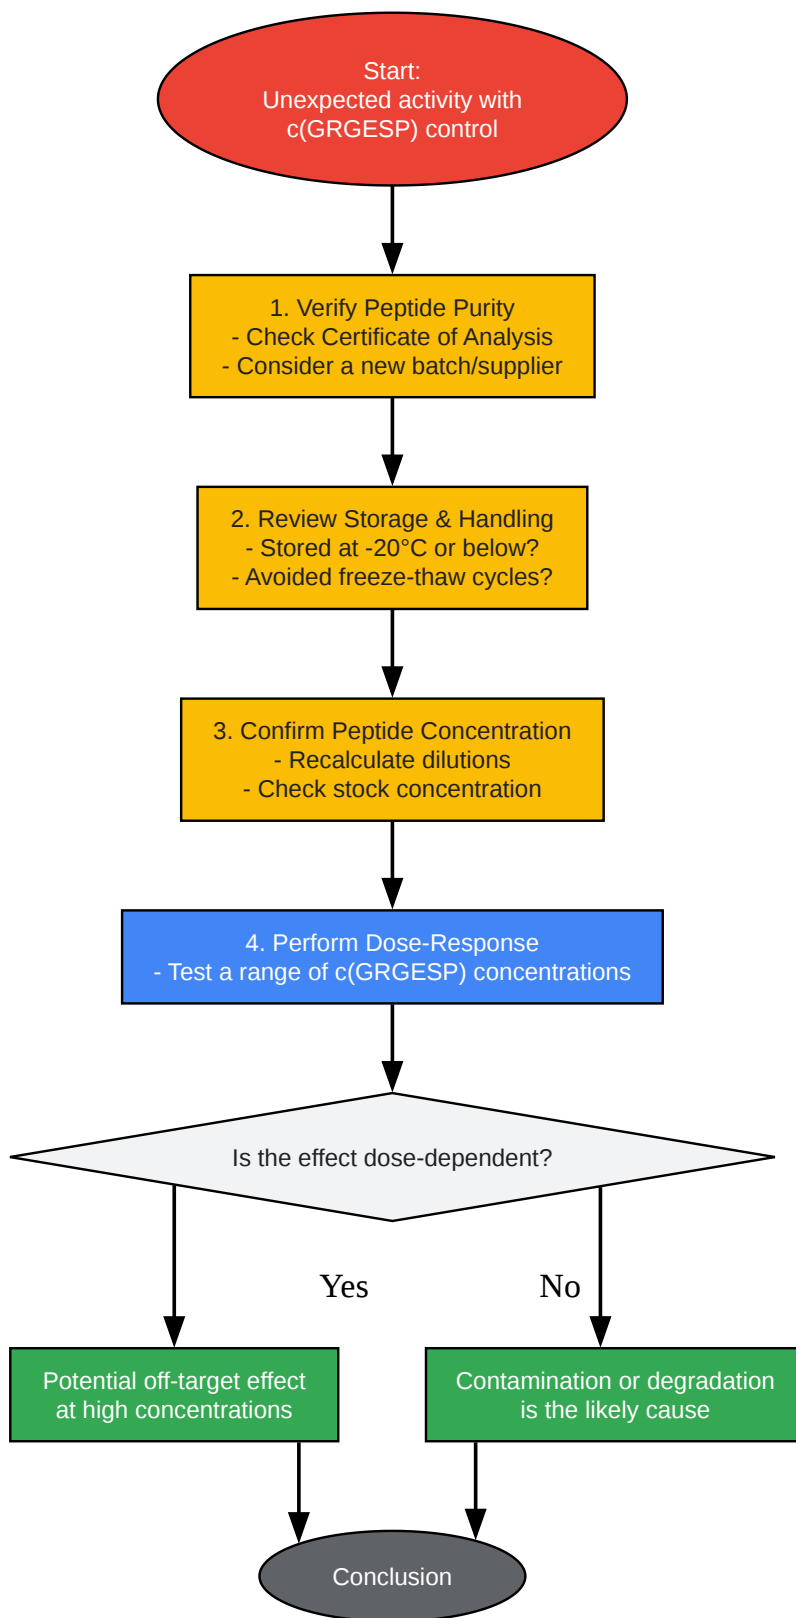 Start:
Unexpected activity with
c(GRGESP) control
1. Verify Peptide Purity
- Check Certificate of Analysis
- Consider a new batch/supplier
2. Review Storage & Handling
- Stored at -20°C or below?
- Avoided freeze-thaw cycles?
3. Confirm Peptide Concentration
- Recalculate dilutions
- Check stock concentration
4. Perform Dose-Response
- Test a range of c(GRGESP) concentrations
Is the effect dose-dependent?
Yes
No
Potential off-target effect
at high concentrations
Contamination or degradation
is the likely cause
Conclusion